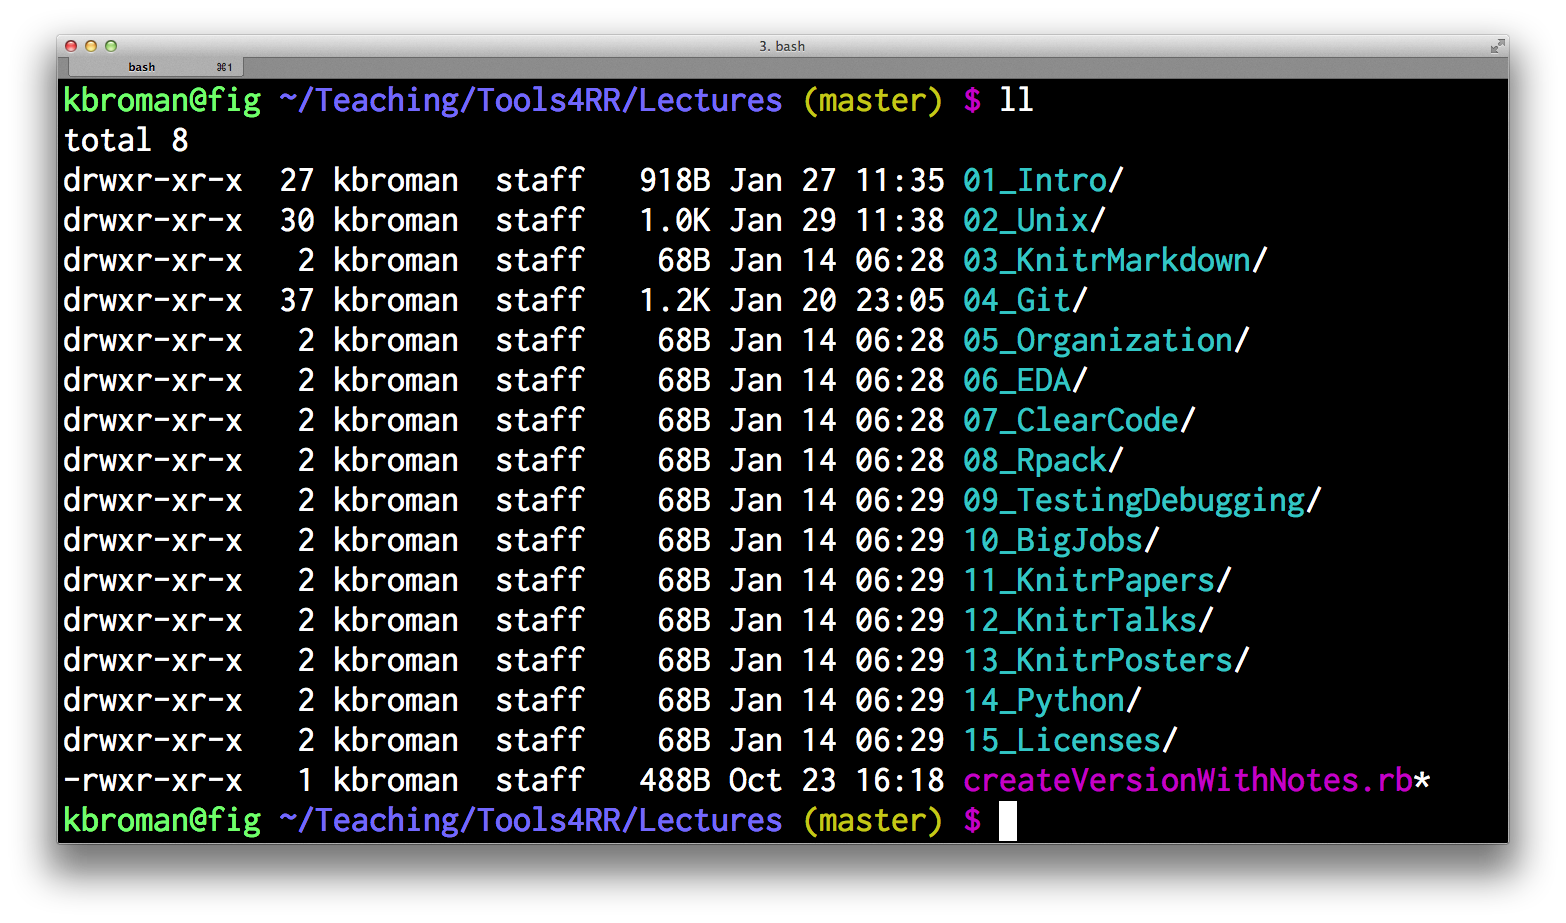 3. bash
bash ⌘1
kbroman@fig ~/Teaching/Tools4RR/Lectures (master) $ ll
total 8
drwxr-xr-x  27 kbroman  staff   918B Jan 27 11:35 01_Intro/
drwxr-xr-x  30 kbroman  staff   1.0K Jan 29 11:38 02_Unix/
drwxr-xr-x   2 kbroman  staff    68B Jan 14 06:28 03_KnitrMarkdown/
drwxr-xr-x  37 kbroman  staff   1.2K Jan 20 23:05 04_Git/
drwxr-xr-x   2 kbroman  staff    68B Jan 14 06:28 05_Organization/
drwxr-xr-x   2 kbroman  staff    68B Jan 14 06:28 06_EDA/
drwxr-xr-x   2 kbroman  staff    68B Jan 14 06:28 07_ClearCode/
drwxr-xr-x   2 kbroman  staff    68B Jan 14 06:28 08_Rpack/
drwxr-xr-x   2 kbroman  staff    68B Jan 14 06:29 09_TestingDebugging/
drwxr-xr-x   2 kbroman  staff    68B Jan 14 06:29 10_BigJobs/
drwxr-xr-x   2 kbroman  staff    68B Jan 14 06:29 11_KnitrPapers/
drwxr-xr-x   2 kbroman  staff    68B Jan 14 06:29 12_KnitrTalks/
drwxr-xr-x   2 kbroman  staff    68B Jan 14 06:29 13_KnitrPosters/
drwxr-xr-x   2 kbroman  staff    68B Jan 14 06:29 14_Python/
drwxr-xr-x   2 kbroman  staff    68B Jan 14 06:29 15_Licenses/
-rwxr-xr-x   1 kbroman  staff   488B Oct 23 16:18 createVersionWithNotes.rb*
kbroman@fig ~/Teaching/Tools4RR/Lectures (master) $